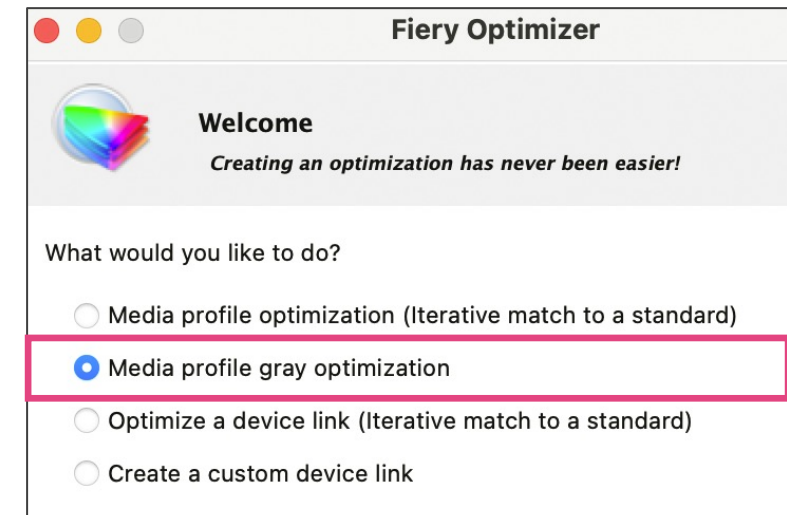 Fiery Optimizer
Welcome
Creating an optimization has never been easier!
What would you like to do?
Media profile optimization (Iterative match to a standard)
Media profile gray optimization
Optimize a device link (Iterative match to a standard)
Create a custom device link